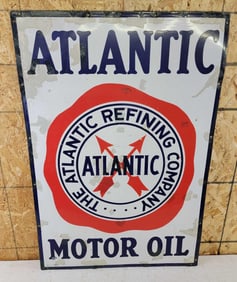 ATLANTIC
THE ATLANTIC REFINING COMPANY
ATLANTIC
MOTOR OIL